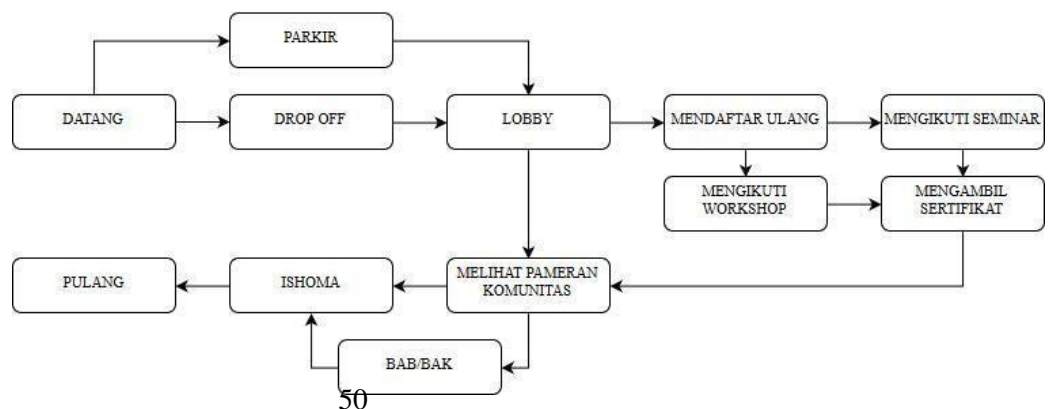 PARKIR
DATANG
DROP OFF
LOBBY
MENDAFTAR ULANG
MENGIKUTI SEMINAR
MENGIKUTI
WORKSHOP
MENGAMBIL
SERTIFIKAT
PULANG
ISHOMA
MELIHAT PAMERAN
KOMUNITAS
BAB/BAK
50